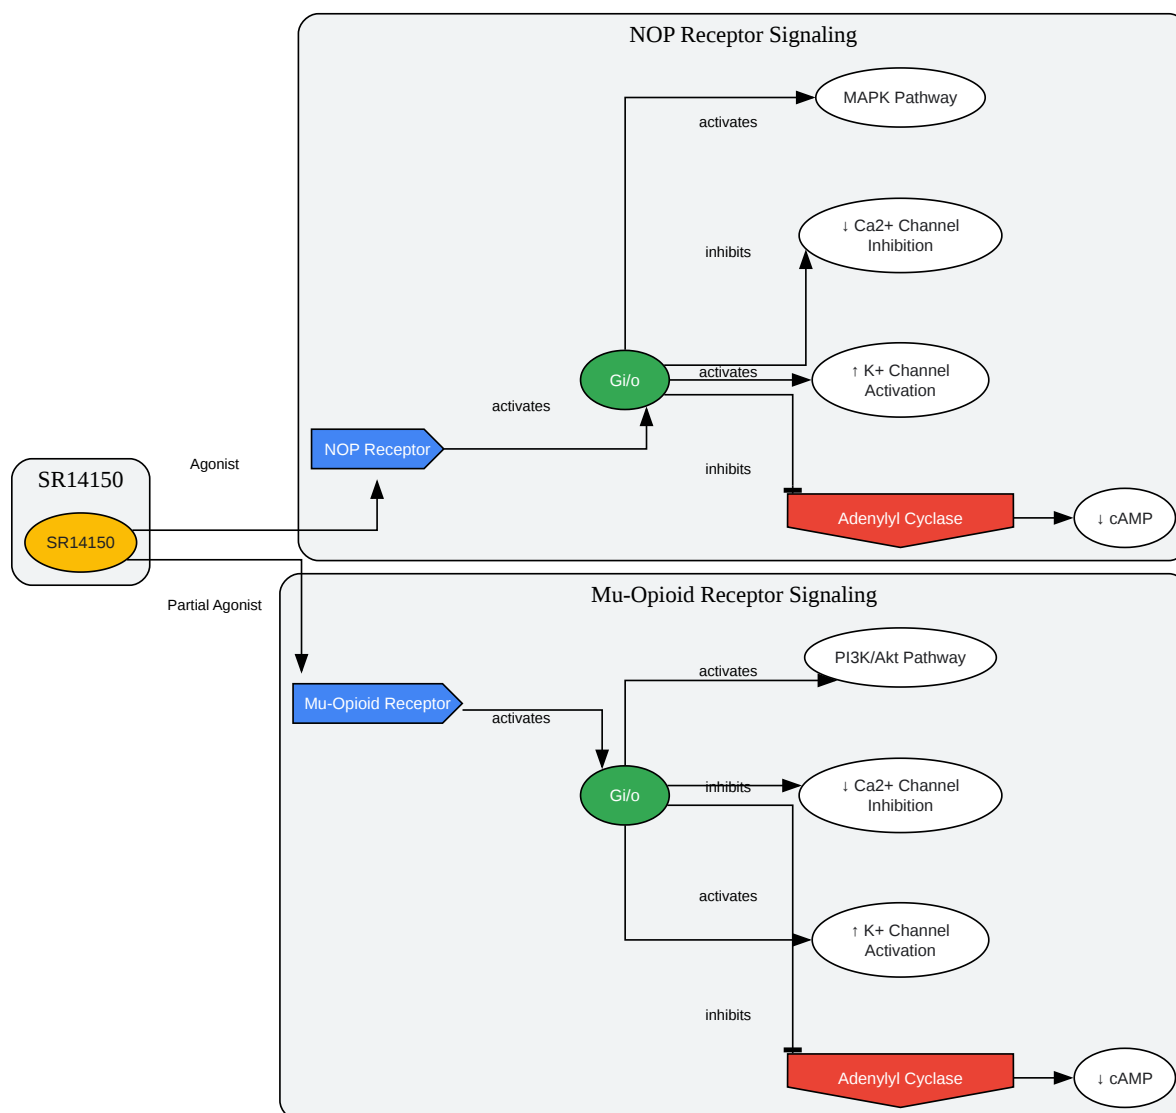 NOP Receptor Signaling
MAPK Pathway
activates
↓ Ca2+ Channel
Inhibition
inhibits
↑ K+ Channel
Activation
activates
Gi/o
activates
NOP Receptor
Agonist
inhibits
SR14150
SR14150
Adenylyl Cyclase
↓ cAMP
Mu-Opioid Receptor Signaling
Partial Agonist
PI3K/Akt Pathway
activates
Mu-Opioid Receptor
activates
Gi/o
inhibits
↓ Ca2+ Channel
Inhibition
activates
↑ K+ Channel
Activation
inhibits
Adenylyl Cyclase
↓ cAMP